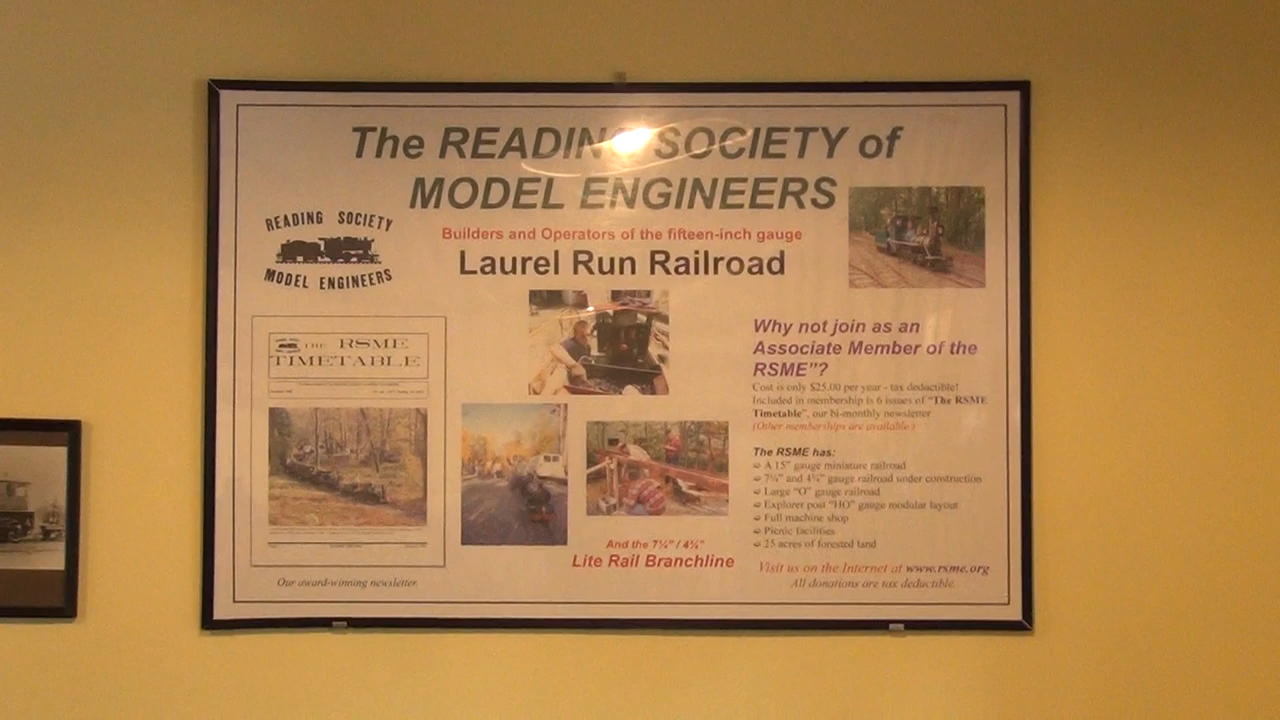 The READING SOCIETY of
MODEL ENGINEERS
READING SOCIETY
MODEL ENGINEERS
Builders and Operators of the fifteen-inch gauge
Laurel Run Railroad
THE RSME
TIMETABLE
Our award-winning newsletter.
And the 7¼" / 4¾"
Lite Rail Branchline
Why not join as an
Associate Member of the
RSME"?
Cost is only $25.00 per year - tax deductible!
Included in membership is 6 issues of "The RSME
Timetable", our bi-monthly newsletter
(Other memberships are available.)
The RSME has:
A 15" gauge miniature railroad
7¼" and 4¾" gauge railroad under construction
Large "O" gauge railroad
Explorer post "HO" gauge modular layout
Full machine shop
Picnic facilities
25 acres of forested land
Visit us on the Internet at www.rsme.org
All donations are tax deductible.